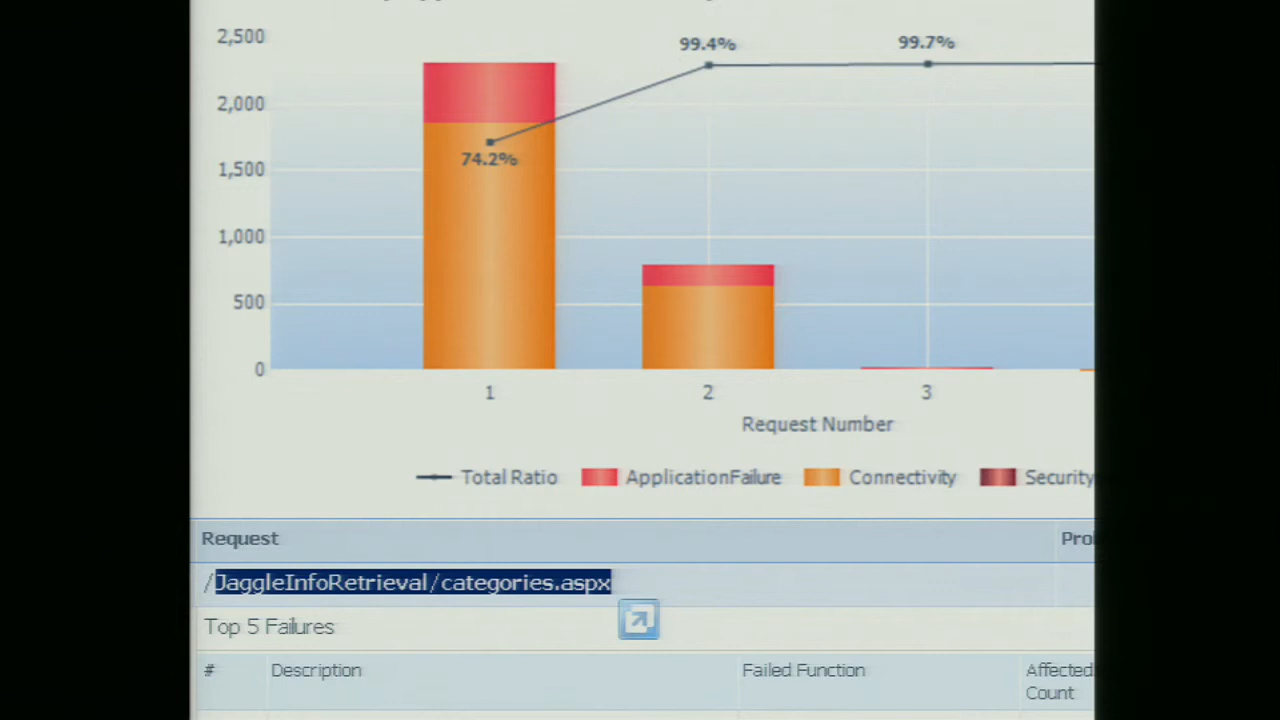 2,500
99.4%
99.7%
2,000
74.2%
1,500
1,000
500
0
1
2
3
Request Number
Total Ratio
ApplicationFailure
Connectivity
Security
Request
/JaggleInfoRetrieval/categories.aspx
Top 5 Failures
#
Description
Failed Function
Affected
Count